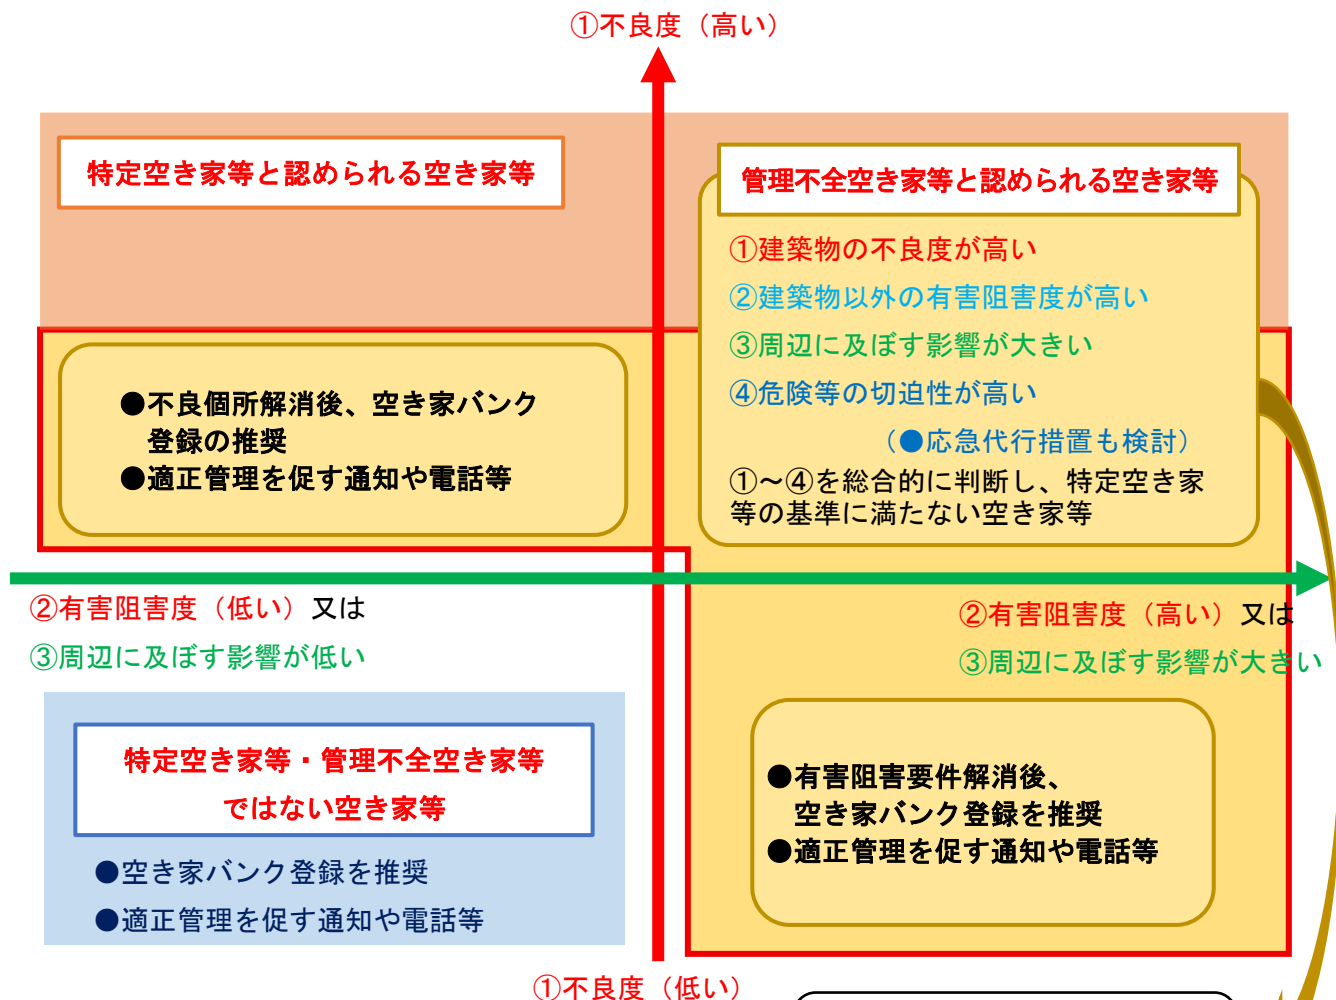 ①不良度（高い）
特定空き家等と認められる空き家等
管理不全空き家等と認められる空き家等
①建築物の不良度が高い
②建築物以外の有害阻害度が高い
③周辺に及ぼす影響が大きい
④危険等の切迫性が高い
（●応急代行措置も検討）
①～④を総合的に判断し、特定空き家
等の基準に満たない空き家等
●不良個所解消後、空き家バンク
登録の推奨
●適正管理を促す通知や電話等
②有害阻害度（低い）又は
③周辺に及ぼす影響が低い
②有害阻害度（高い）又は
③周辺に及ぼす影響が大きい
特定空き家等・管理不全空き家等
ではない空き家等
●空き家バンク登録を推奨
●適正管理を促す通知や電話等
●有害阻害要件解消後、
空き家バンク登録を推奨
●適正管理を促す通知や電話等
①不良度（低い）